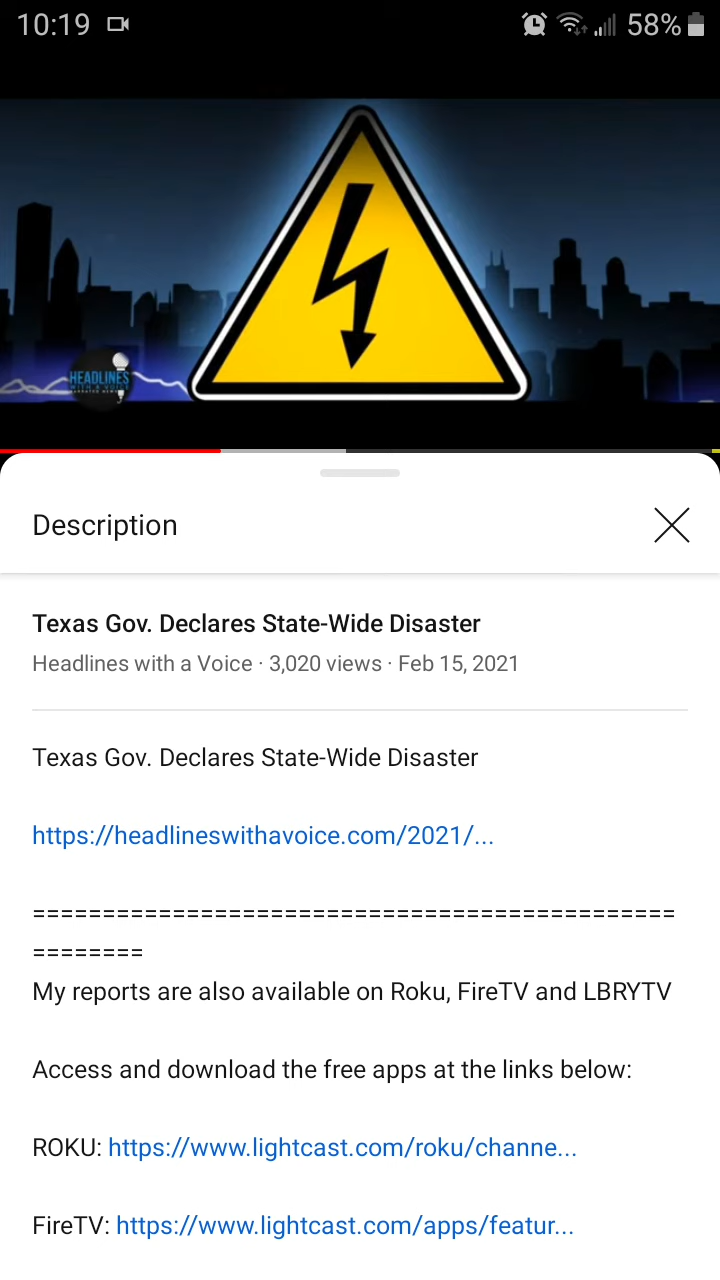 10:19 58%
HEADLINES
WITH A VOICE
Description
Texas Gov. Declares State-Wide Disaster
Headlines with a Voice · 3,020 views · Feb 15, 2021
Texas Gov. Declares State-Wide Disaster
https://headlineswithavoice.com/2021/...
==============================================
========
My reports are also available on Roku, FireTV and LBRYTV
Access and download the free apps at the links below:
ROKU: https://www.lightcast.com/roku/channe...
FireTV: https://www.lightcast.com/apps/featur...